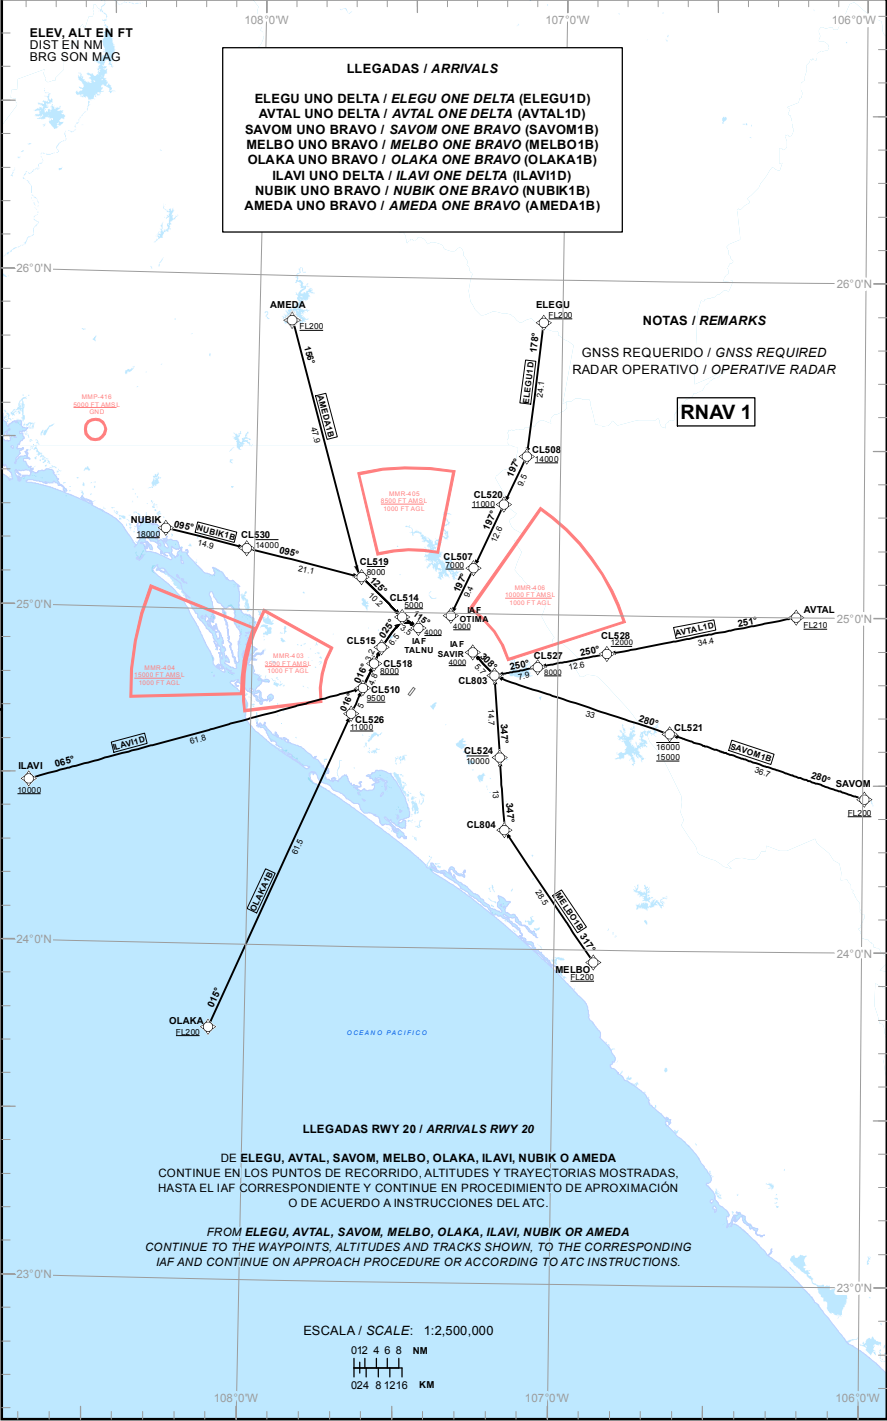 108°0'W
107°0'W
106°0'W
ELEV, ALT EN FT
DIST EN NM
BRG SON MAG
LLEGADAS / ARRIVALS
ELEGU UNO DELTA / ELEGU ONE DELTA (ELEGU1D)
AVTAL UNO DELTA / AVTAL ONE DELTA (AVTAL1D)
SAVOM UNO BRAVO / SAVOM ONE BRAVO (SAVOM1B)
MELBO UNO BRAVO / MELBO ONE BRAVO (MELBO1B)
OLAKA UNO BRAVO / OLAKA ONE BRAVO (OLAKA1B)
ILAVI UNO DELTA / ILAVI ONE DELTA (ILAVI1D)
NUBIK UNO BRAVO / NUBIK ONE BRAVO (NUBIK1B)
AMEDA UNO BRAVO / AMEDA ONE BRAVO (AMEDA1B)
26°0'N
26°0'N
AMEDA
FL200
156°
AMEDA1B
47.9
ELEGU
FL200
178°
ELEGU1D
24.1
NOTAS / REMARKS
GNSS REQUERIDO / GNSS REQUIRED
RADAR OPERATIVO / OPERATIVE RADAR
RNAV 1
MMP-416
5000 FT AMSL
GND
CL508
14000
197°
9.5
CL520
11000
197°
12.6
MMR-405
8500 FT AMSL
1000 FT AGL
NUBIK
18000
095°
NUBIK1B
14.9
CL530
14000
095°
21.1
CL519
8000
125°
10.2
CL507
7000
197°
9.4
MMR-406
10000 FT AMSL
1000 FT AGL
25°0'N
25°0'N
CL514
5000
115°
3.5
4000
IAF
TALNU
IAF
OTIMA
4000
AVTAL
FL210
251°
AVTAL1D
34.4
CL528
12000
250°
12.6
CL527
8000
250°
7.9
IAF
SAVIR
4000
308°
5.7
CL803
025°
6.5
CL515
3.2
CL518
8000
016°
4.8
CL510
9500
016°
5
CL526
11000
MMR-404
15000 FT AMSL
1000 FT AGL
MMR-403
3500 FT AMSL
1000 FT AGL
ILAVI
10000
065°
ILAVI1D
61.8
14.7
347°
CL524
10000
13
347°
CL804
33
280°
CL521
16000
15000
SAVOM1B
36.7
280°
SAVOM
FL200
61.5
OLAKA1B
015°
OLAKA
FL200
MELBO1B
28.5
317°
MELBO
FL200
24°0'N
24°0'N
OCEANO PACIFICO
LLEGADAS RWY 20 / ARRIVALS RWY 20
DE ELEGU, AVTAL, SAVOM, MELBO, OLAKA, ILAVI, NUBIK O AMEDA
CONTINUE EN LOS PUNTOS DE RECORRIDO, ALTITUDES Y TRAYECTORIAS MOSTRADAS,
HASTA EL IAF CORRESPONDIENTE Y CONTINUE EN PROCEDIMIENTO DE APROXIMACIÓN
O DE ACUERDO A INSTRUCCIONES DEL ATC.
FROM ELEGU, AVTAL, SAVOM, MELBO, OLAKA, ILAVI, NUBIK OR AMEDA
CONTINUE TO THE WAYPOINTS, ALTITUDES AND TRACKS SHOWN, TO THE CORRESPONDING
IAF AND CONTINUE ON APPROACH PROCEDURE OR ACCORDING TO ATC INSTRUCTIONS.
23°0'N
23°0'N
ESCALA / SCALE: 1:2,500,000
012 4 6 8 NM
024 8 1216 KM
108°0'W
107°0'W
106°0'W